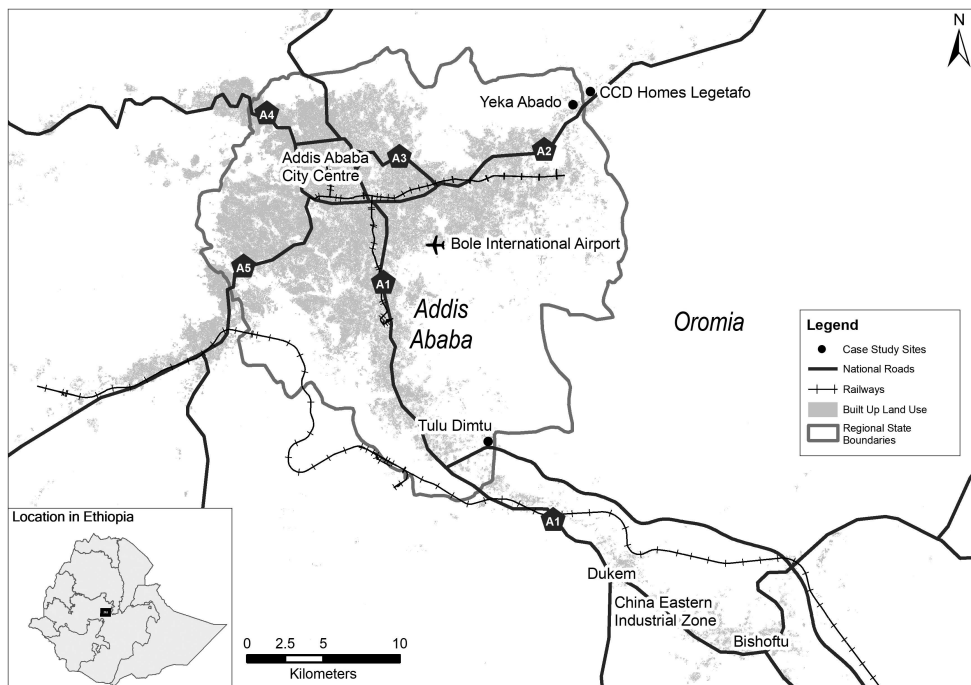 N
CCD Homes Legetafo
Yeka Abado
A4
A2
A3
Addis Ababa
City Centre
Bole International Airport
A5
A1
Addis
Ababa
Oromia
Legend
Case Study Sites
National Roads
Railways
Built Up Land Use
Regional State
Boundaries
Tulu Dimtu
A1
Location in Ethiopia
Dukem
China Eastern
Industrial Zone
Bishoftu
0 2.5 5 10
Kilometers